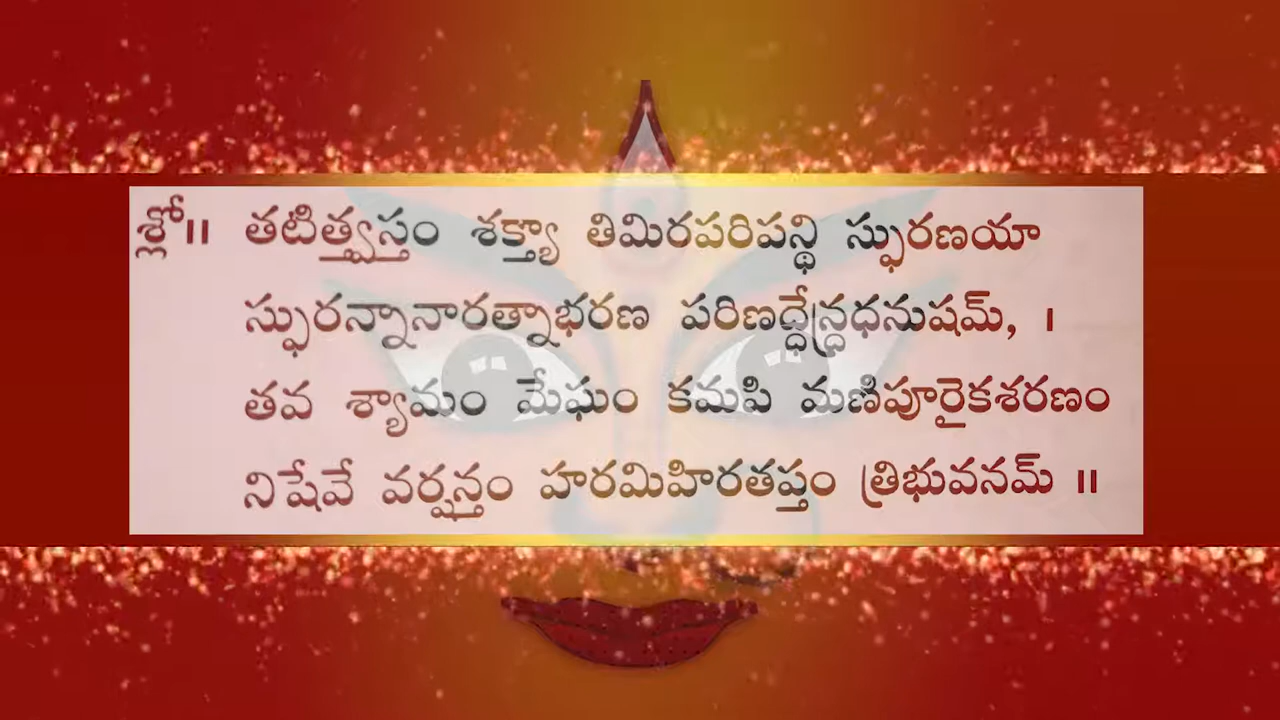 శ్లో॥ తటిత్త్వస్తం శక్త్యా తిమిరపరిపన్థి స్ఫురణయా
స్ఫురన్నానారత్నాభరణ పరిణద్ధేన్ద్రధనుషమ్, ।
తవ శ్యామం మేఘం కమపి మణిపూరైకశరణం
నిషేవే వర్షన్తం హరమిహిరతప్తం త్రిభువనమ్ ॥